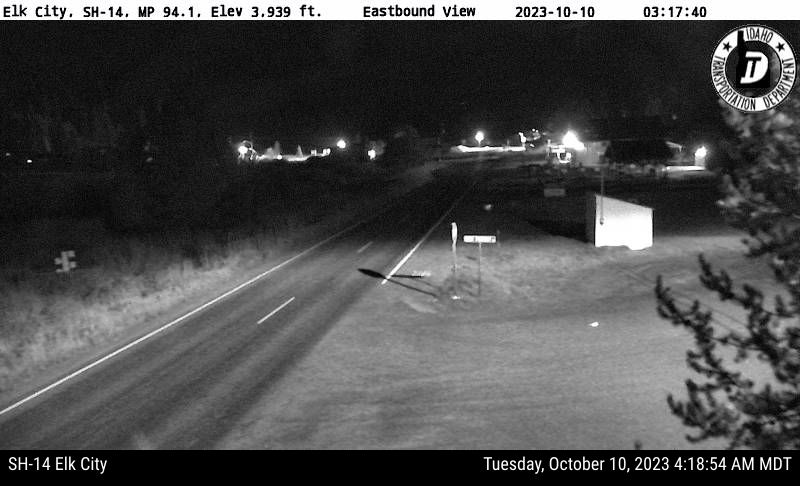 Elk City, SH-14, MP 94.1, Elev 3,939 ft. Eastbound View 2023-10-10 03:17:40
IDAHO
TRANSPORTATION DEPARTMENT
SH-14 Elk City Tuesday, October 10, 2023 4:18:54 AM MDT